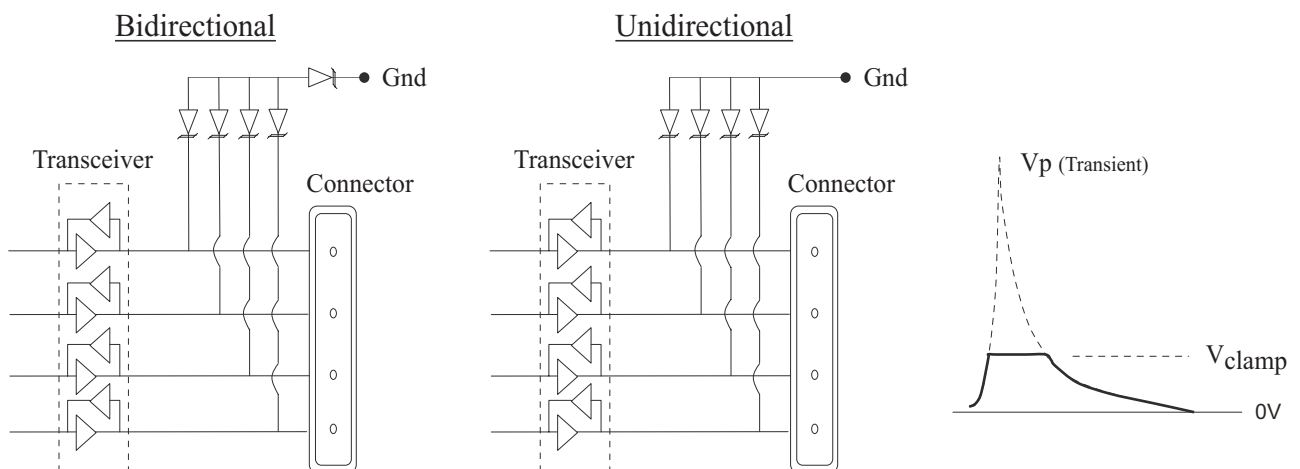 Bidirectional
Gnd
Transceiver
Connector
Unidirectional
Gnd
Transceiver
Connector
Vp (Transient)
Vclamp
0V